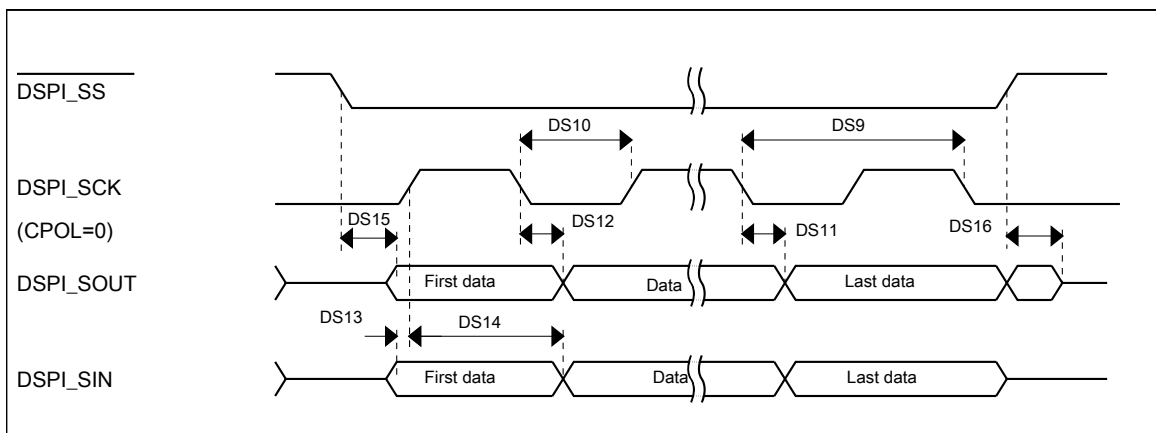 DSPI_SS
DS10
DS9
DSPI_SCK
(CPOL=0)
DS15
DS12
DS11
DS16
DSPI_SOUT
First data
Data
Last data
DS13
DS14
DSPI_SIN
First data
Data
Last data